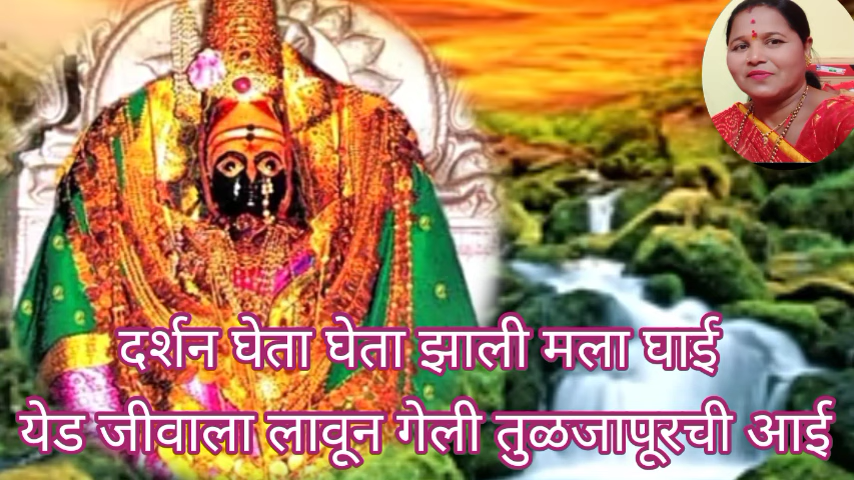 दर्शन घेता घेता झाली मला घाई
येड जीवाला लावून गेली तुळजापूरची आई